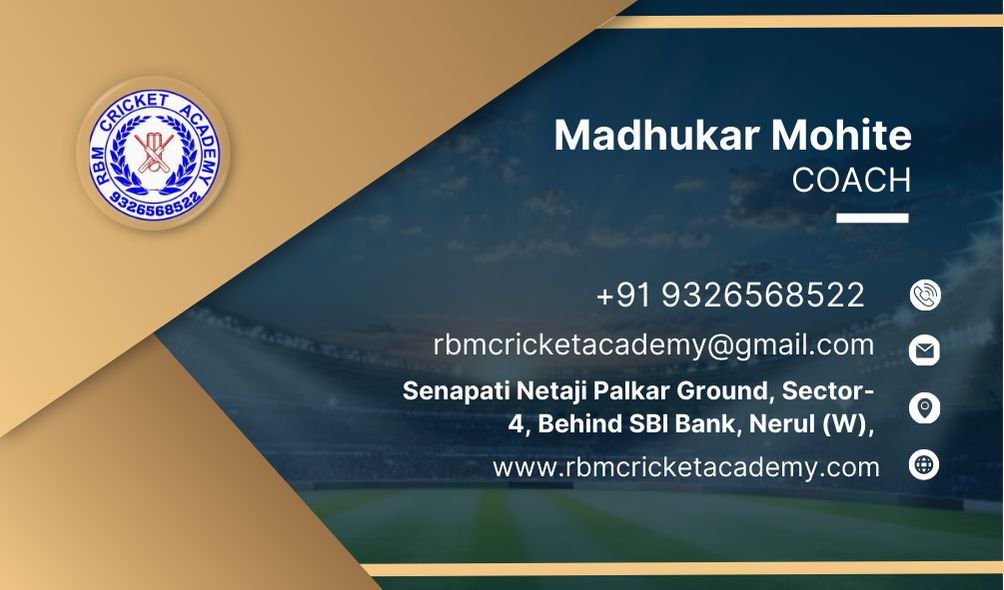 RBM CRICKET ACADEMY
9326568522
Madhukar Mohite
COACH
+91 9326568522
rbmcricketacademy@gmail.com
Senapati Netaji Palkar Ground, Sector-
4, Behind SBI Bank, Nerul (W),
www.rbmcricketacademy.com